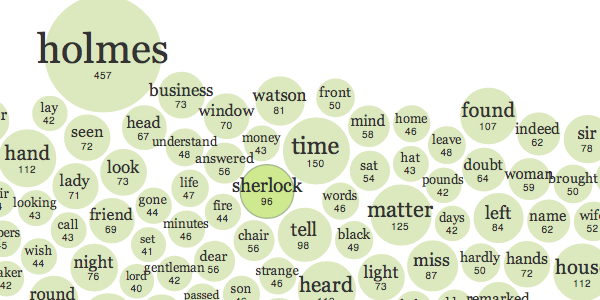 holmes
457
business
73
watson
81
front
50
lay
42
window
70
found
107
head
67
mind
58
home
46
seen
72
indeed
62
sir
78
understand
48
money
43
time
150
leave
48
hand
112
answered
56
hat
43
look
73
sat
54
doubt
64
woman
59
brought
50
lady
71
life
47
sherlock
96
pounds
42
looking
43
gone
44
words
46
fire
44
matter
125
friend
69
left
84
name
62
call
43
days
42
minutes
46
tell
98
chair
56
black
49
set
41
wish
44
dear
56
miss
87
hardly
50
hands
72
night
76
gentlemen
42
lord
40
strange
46
light
73
112
heard
son
44
passed
round
remarked